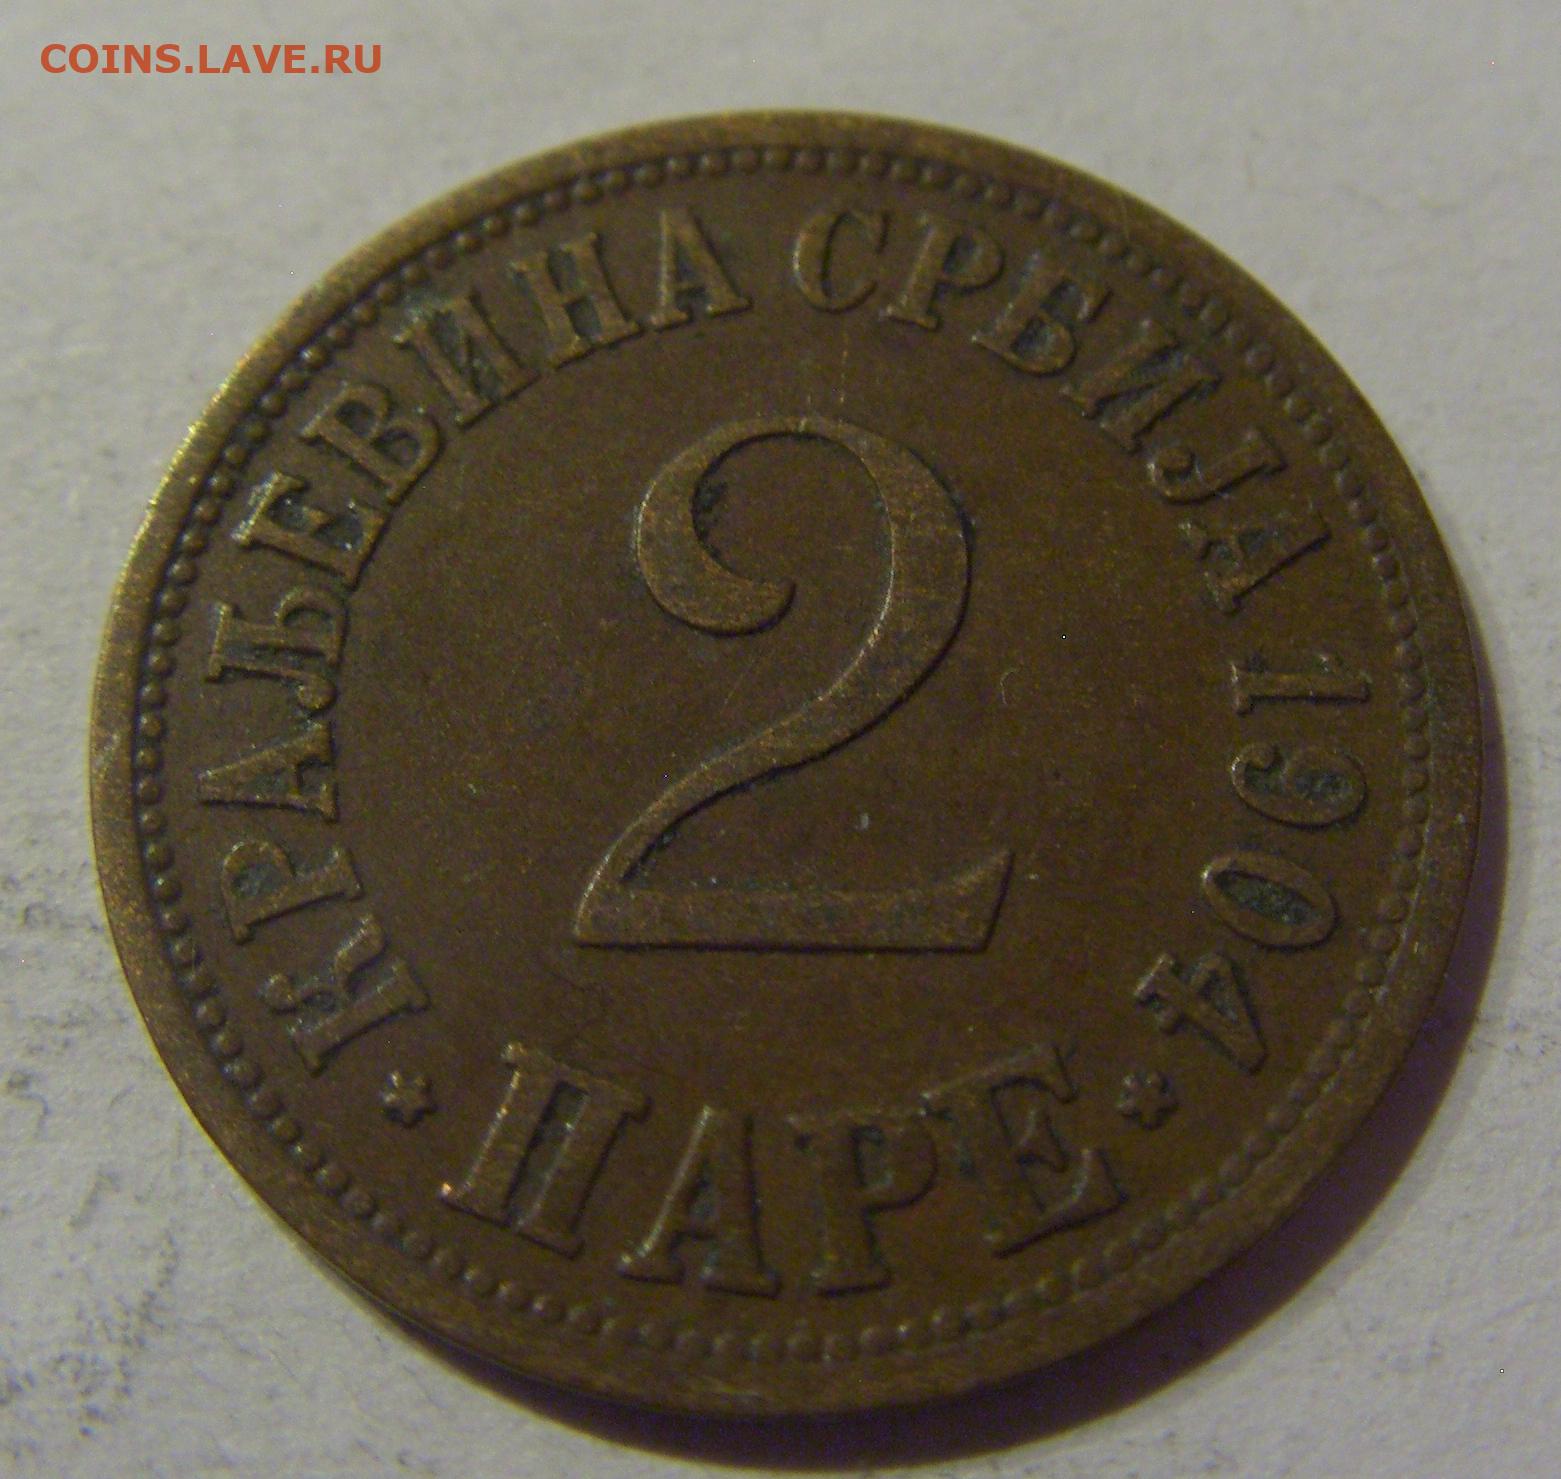 COINS.LAVE.RU
КРАЉЕВИНА СРБИЈА 1904
2
ПАРЕ